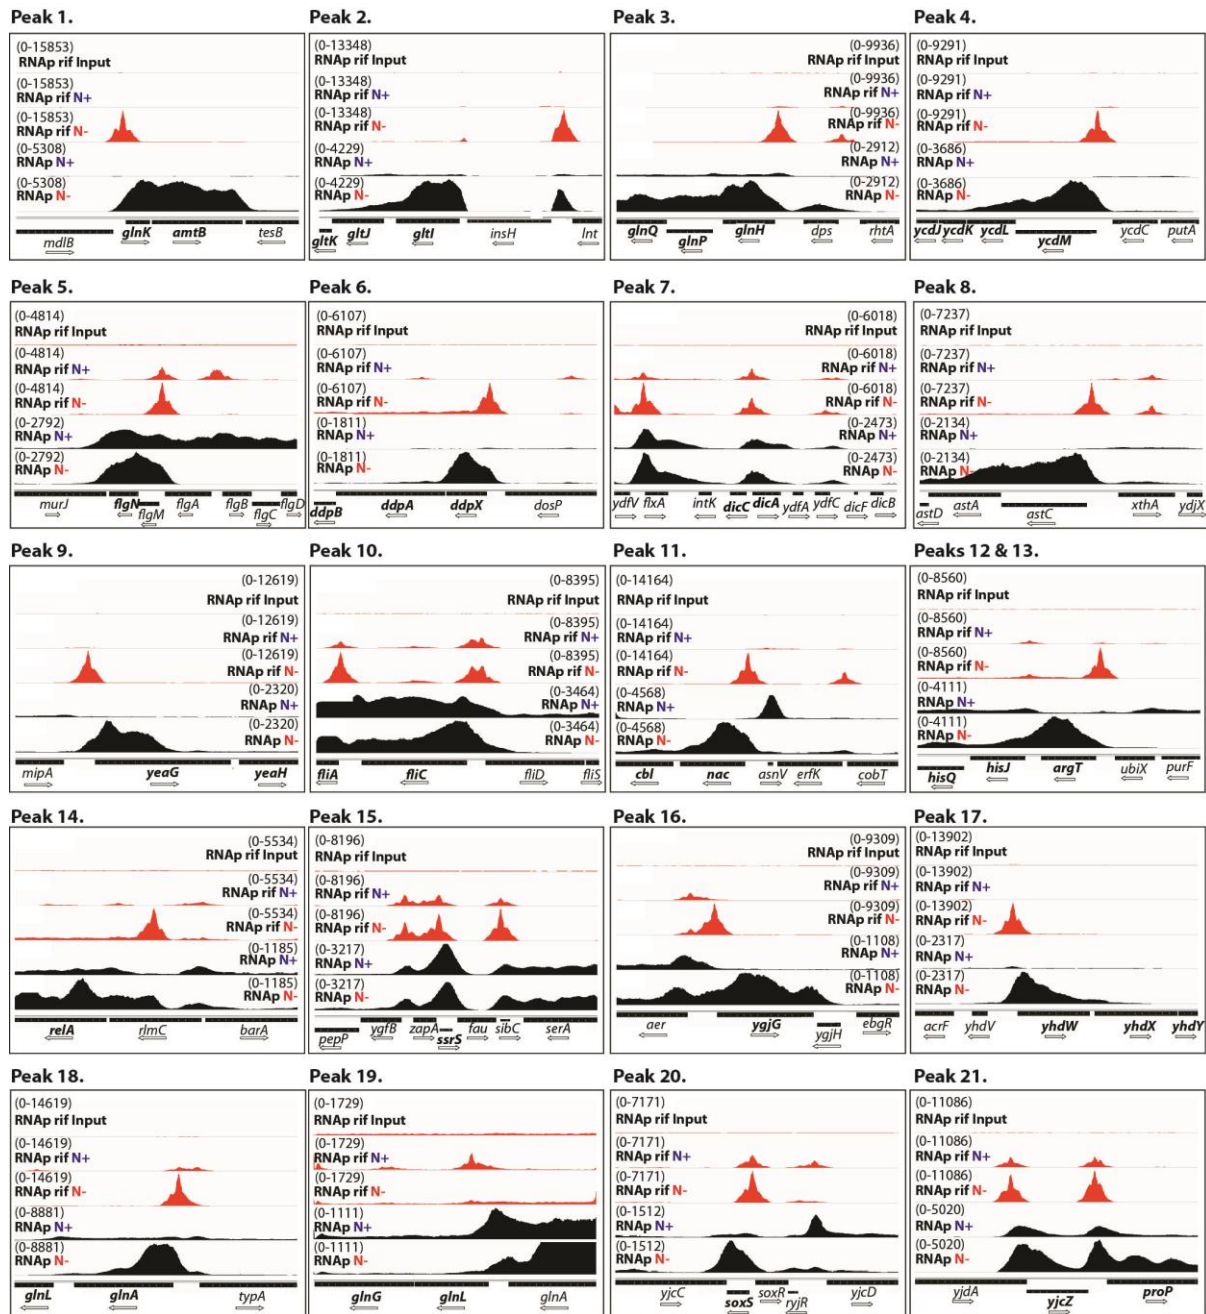 Peak 1.
(0-15853)
RNAp rif Input
(0-15853)
RNAp rif N+
(0-15853)
RNAp rif N-
(0-5308)
RNAp N+
(0-5308)
RNAp N-
mdlB glnK amtB tesB
Peak 2.
(0-13348)
RNAp rif Input
(0-13348)
RNAp rif N+
(0-13348)
RNAp rif N-
(0-4229)
RNAp N+
(0-4229)
RNAp N-
gltK gltJ gltI insH lnt
Peak 3.
(0-9936)
RNAp rif Input
(0-9936)
RNAp rif N+
(0-9936)
RNAp rif N-
(0-2912)
RNAp N+
(0-2912)
RNAp N-
glnQ glnP glnH dps rhtA
Peak 4.
(0-9291)
RNAp rif Input
(0-9291)
RNAp rif N+
(0-9291)
RNAp rif N-
(0-3686)
RNAp N+
(0-3686)
RNAp N-
ycdJ ycdK ycdL ycdM ycdC putA
Peak 5.
(0-4814)
RNAp rif Input
(0-4814)
RNAp rif N+
(0-4814)
RNAp rif N-
(0-2792)
RNAp N+
(0-2792)
RNAp N-
murJ flgN flgM flgA flgB flgC flgD
Peak 6.
(0-6107)
RNAp rif Input
(0-6107)
RNAp rif N+
(0-6107)
RNAp rif N-
(0-1811)
RNAp N+
(0-1811)
RNAp N-
ddpB ddpA ddpX dosP
Peak 7.
(0-6018)
RNAp rif Input
(0-6018)
RNAp rif N+
(0-6018)
RNAp rif N-
(0-2473)
RNAp N+
(0-2473)
RNAp N-
ydfV flxA intK dicC dicA ydfA ydfC dicF dicB
Peak 8.
(0-7237)
RNAp rif Input
(0-7237)
RNAp rif N+
(0-7237)
RNAp rif N-
(0-2134)
RNAp N+
(0-2134)
RNAp N-
astD astA astC xthA ydjX
Peak 9.
(0-12619)
RNAp rif Input
(0-12619)
RNAp rif N+
(0-12619)
RNAp rif N-
(0-2320)
RNAp N+
(0-2320)
RNAp N-
mipA yeaG yeaH
Peak 10.
(0-8395)
RNAp rif Input
(0-8395)
RNAp rif N+
(0-8395)
RNAp rif N-
(0-3464)
RNAp N+
(0-3464)
RNAp N-
fliA fliC fliD fliS
Peak 11.
(0-14164)
RNAp rif Input
(0-14164)
RNAp rif N+
(0-14164)
RNAp rif N-
(0-4568)
RNAp N+
(0-4568)
RNAp N-
cbl nac asnV erfK cobT
Peaks 12 & 13.
(0-8560)
RNAp rif Input
(0-8560)
RNAp rif N+
(0-8560)
RNAp rif N-
(0-4111)
RNAp N+
(0-4111)
RNAp N-
hisQ hisJ argT ubiX purF
Peak 14.
(0-5534)
RNAp rif Input
(0-5534)
RNAp rif N+
(0-5534)
RNAp rif N-
(0-1185)
RNAp N+
(0-1185)
RNAp N-
relA rlmC barA
Peak 15.
(0-8196)
RNAp rif Input
(0-8196)
RNAp rif N+
(0-8196)
RNAp rif N-
(0-3217)
RNAp N+
(0-3217)
RNAp N-
pepP ygfB zapA ssrS fau sibC serA
Peak 16.
(0-9309)
RNAp rif Input
(0-9309)
RNAp rif N+
(0-9309)
RNAp rif N-
(0-1108)
RNAp N+
(0-1108)
RNAp N-
aer ygjG ygjH ebgR
Peak 17.
(0-13902)
RNAp rif Input
(0-13902)
RNAp rif N+
(0-13902)
RNAp rif N-
(0-2317)
RNAp N+
(0-2317)
RNAp N-
acrF yhdV yhdW yhdX yhdY
Peak 18.
(0-14619)
RNAp rif Input
(0-14619)
RNAp rif N+
(0-14619)
RNAp rif N-
(0-8881)
RNAp N+
(0-8881)
RNAp N-
glnL glnA typA
Peak 19.
(0-1729)
RNAp rif Input
(0-1729)
RNAp rif N+
(0-1729)
RNAp rif N-
(0-1111)
RNAp N+
(0-1111)
RNAp N-
glnG glnL glnA
Peak 20.
(0-7171)
RNAp rif Input
(0-7171)
RNAp rif N+
(0-7171)
RNAp rif N-
(0-1512)
RNAp N+
(0-1512)
RNAp N-
yjcC soxS soxR ryjR yjcD
Peak 21.
(0-11086)
RNAp rif Input
(0-11086)
RNAp rif N+
(0-11086)
RNAp rif N-
(0-5020)
RNAp N+
(0-5020)
RNAp N-
yjdA yjcZ proP